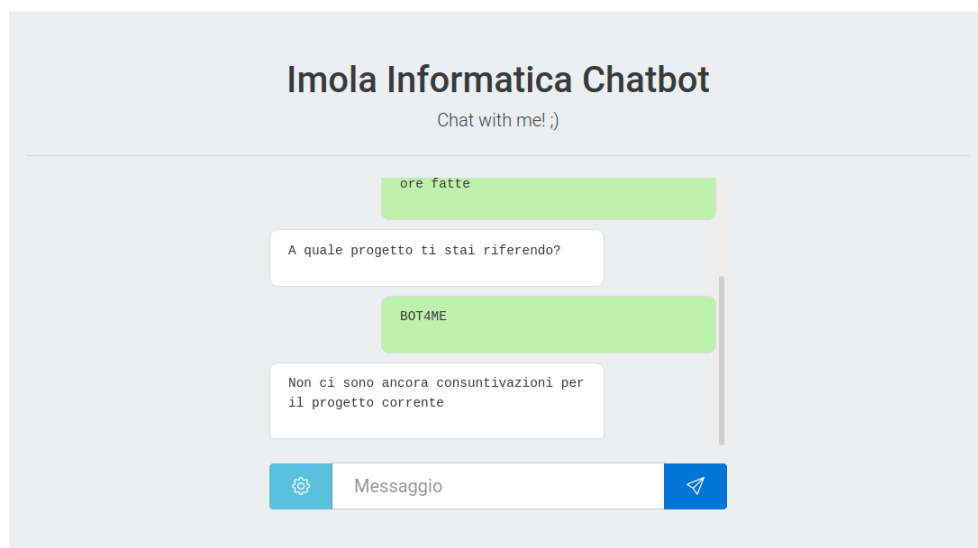 Imola Informatica Chatbot
Chat with me! ;)
ore fatte
A quale progetto ti stai riferendo?
BOT4ME
Non ci sono ancora consuntivazioni per
il progetto corrente
Messaggio